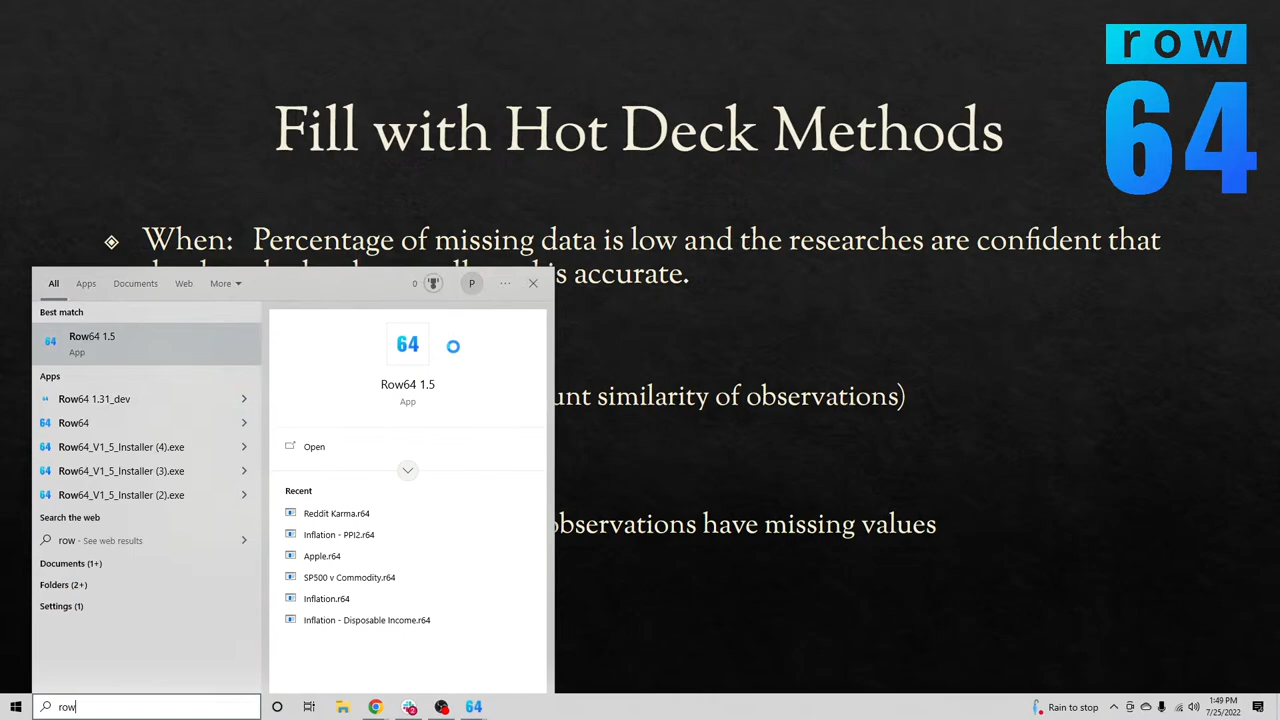 row
64
Fill with Hot Deck Methods
When: Percentage of missing data is low and the researches are confident that
is accurate.
unt similarity of observations)
observations have missing values
All Apps Documents Web More 0 P ...
Best match
Row64 1.5
App
Apps
Row64 1.31_dev
Row64
Row64_V1_5_Installer (4).exe
Row64_V1_5_Installer (3).exe
Row64_V1_5_Installer (2).exe
Search the web
row - See web results
Documents (1+)
Folders (2+)
Settings (1)
64
Row64 1.5
App
Open
Recent
Reddit Karma.r64
Inflation - PPI2.r64
Apple.r64
SP500 v Commodity.r64
Inflation.r64
Inflation - Disposable Income.r64
row
64
Rain to stop
1:49 PM
7/25/2022